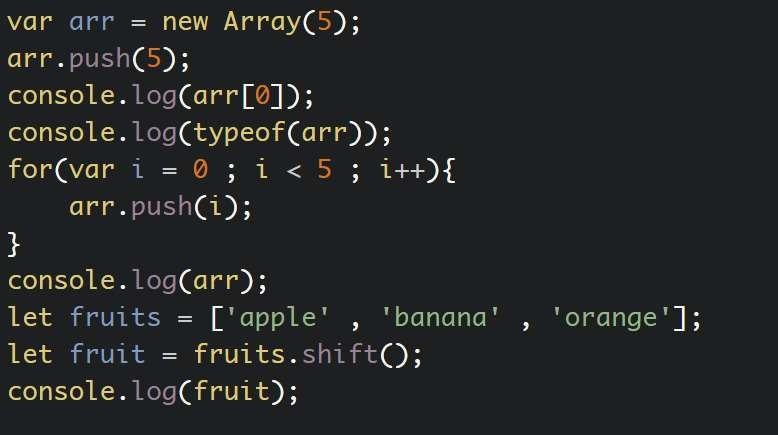 var arr = new Array(5);
arr.push(5);
console.log(arr[0]);
console.log(typeof(arr));
for(var i = 0 ; i < 5 ; i++){
    arr.push(i);
}
console.log(arr);
let fruits = ['apple' , 'banana' , 'orange'];
let fruit = fruits.shift();
console.log(fruit);